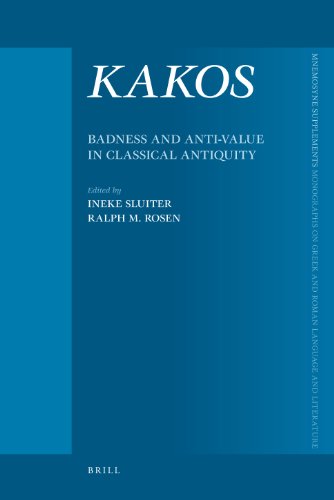 KAKOS
BADNESS AND ANTI-VALUE
IN CLASSICAL ANTIQUITY
Edited by
INEKE SLUITER
RALPH M. ROSEN
BRILL
MNEMOSYNE SUPPLEMENTS MONOGRAPHS ON GREEK AND ROMAN LANGUAGE AND LITERATURE